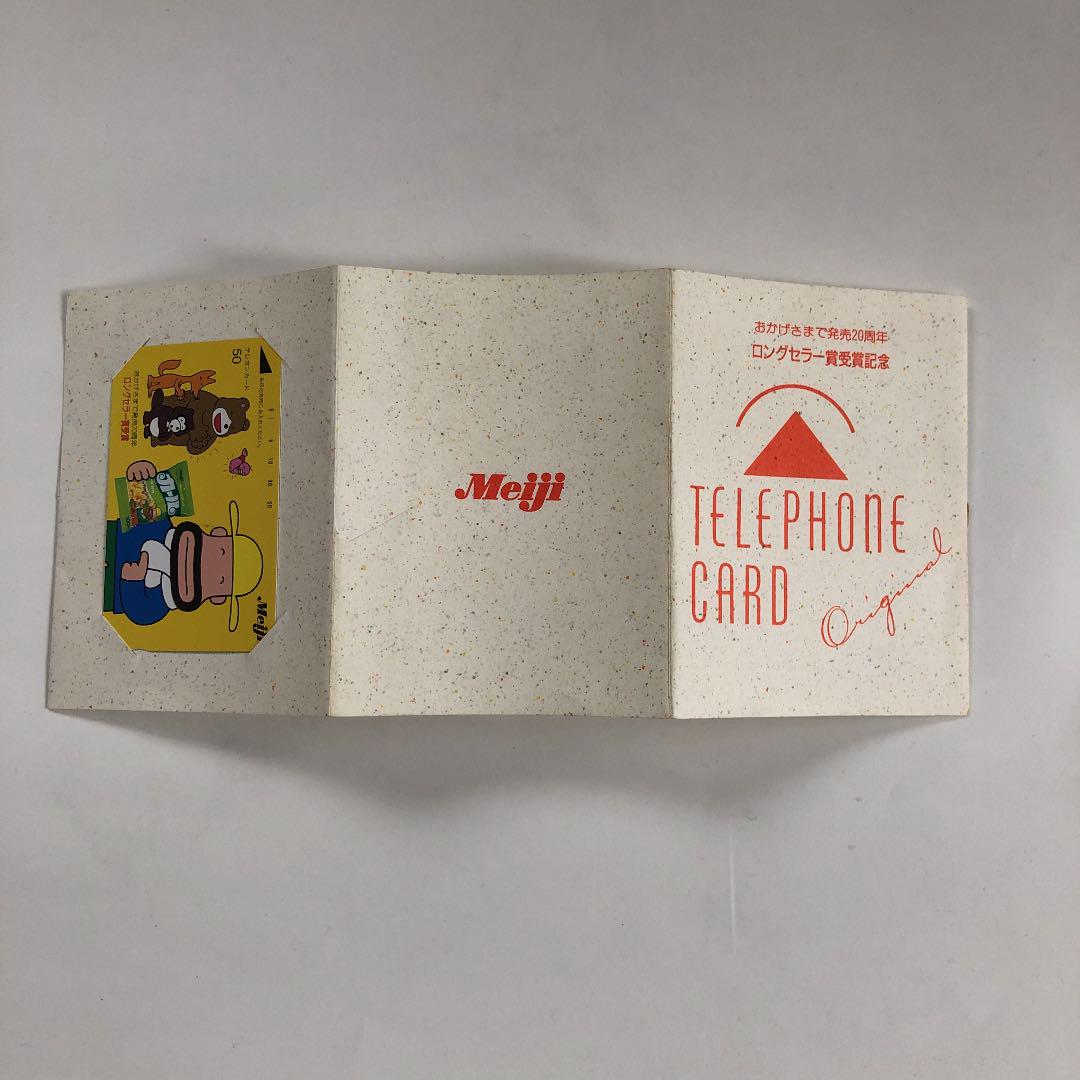 おかげさまで発売20周年
ロングセラー賞受賞記念
TELEPHONE
CARD
Original
Meiji
テレホンカード
50
おかげさまで発売20周年
ロングセラー賞受賞
カール
Meiji